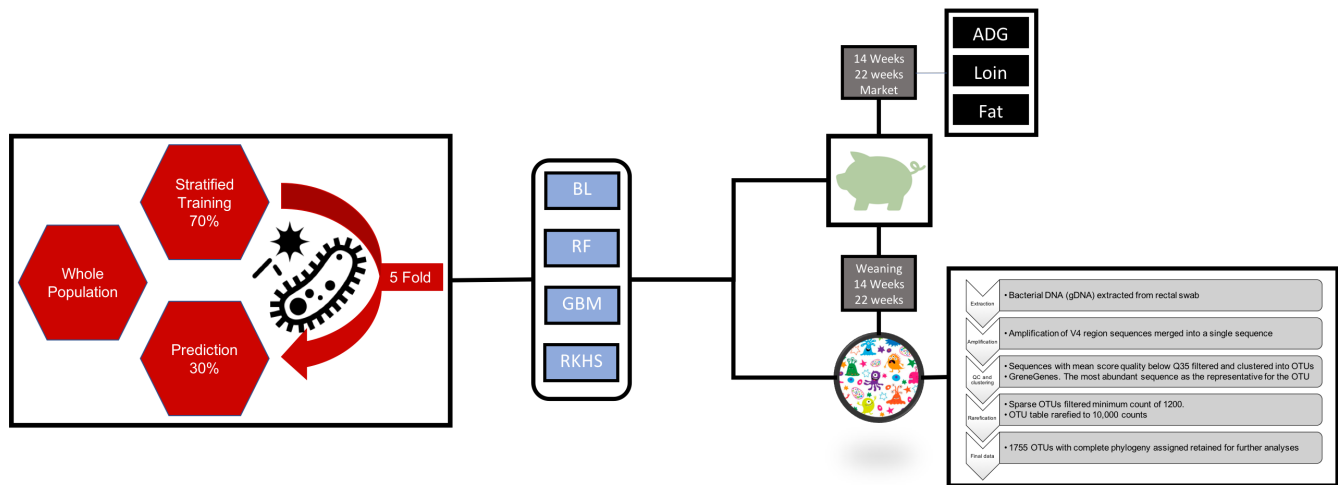 Whole
Population
Stratified
Training
70%
Prediction
30%
5 Fold
BL
RF
GBM
RKHS
14 Weeks
22 weeks
Market
ADG
Loin
Fat
Weaning
14 Weeks
22 weeks
Extraction
• Bacterial DNA (gDNA) extracted from rectal swab
Amplification
• Amplification of V4 region sequences merged into a single sequence
QC and
clustering
• Sequences with mean score quality below Q35 filtered and clustered into OTUs
• GreneGenes. The most abundant sequence as the representative for the OTU
Rarefication
• Sparse OTUs filtered minimum count of 1200.
• OTU table rarefied to 10,000 counts
Final data
• 1755 OTUs with complete phylogeny assigned retained for further analyses